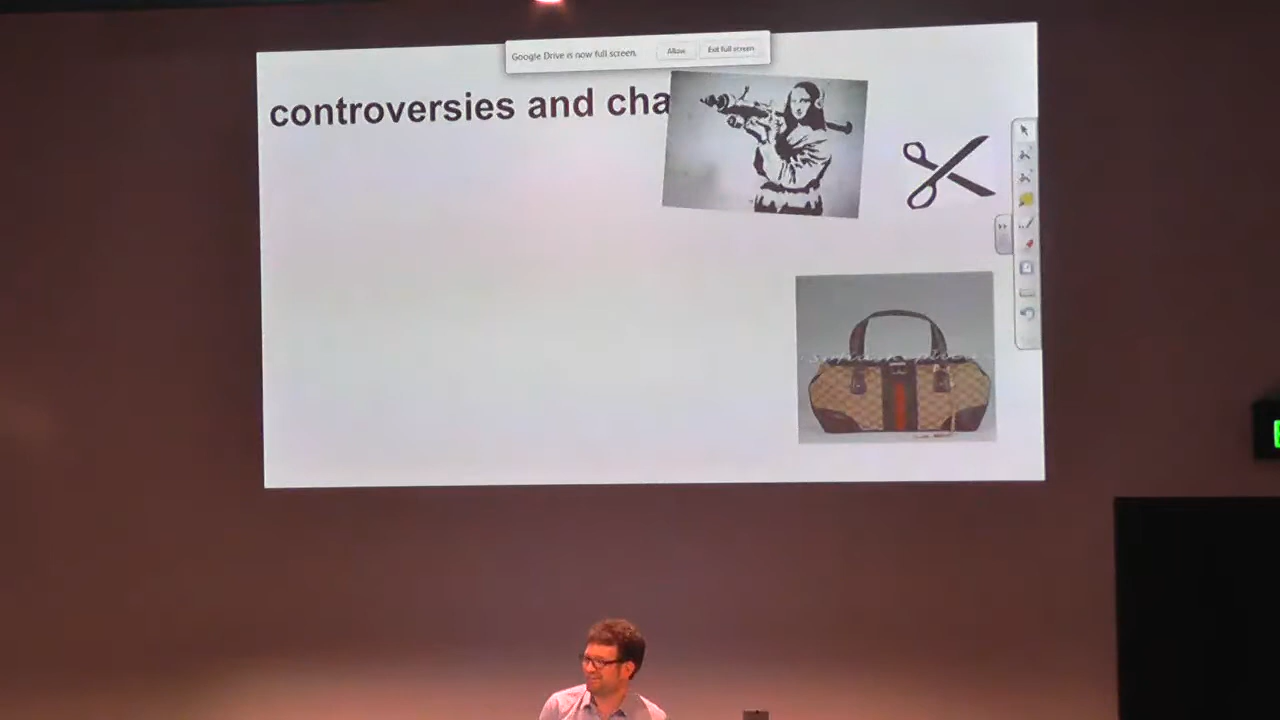 Google Drive is now full screen.
Allow
Exit full screen
controversies and cha